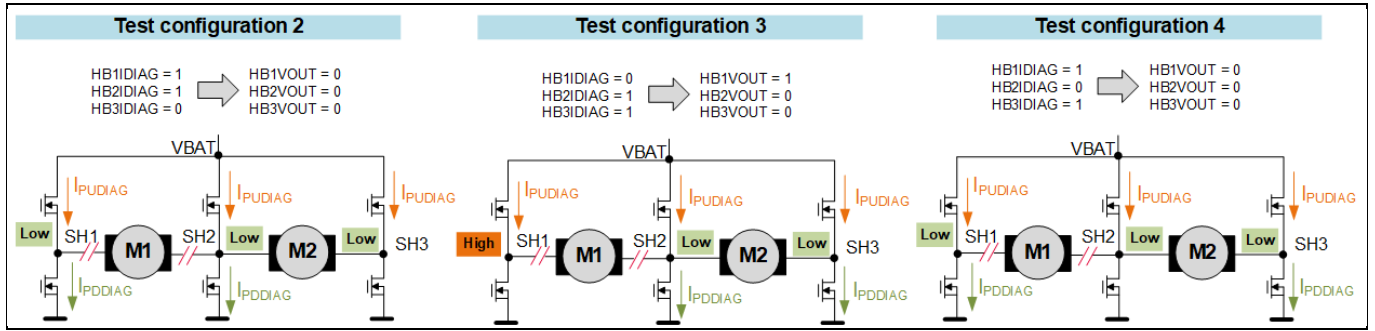 Test configuration 2
HB1IDIAG = 1
HB2IDIAG = 1
HB3IDIAG = 0
HB1VOUT = 0
HB2VOUT = 0
HB3VOUT = 0
VBAT
IPUDIAG
IPUDIAG
IPUDIAG
Low
SH1
M1
SH2
Low
M2
Low
SH3
IPDDIAG
IPDDIAG
IPDDIAG
Test configuration 3
HB1IDIAG = 0
HB2IDIAG = 1
HB3IDIAG = 1
HB1VOUT = 1
HB2VOUT = 0
HB3VOUT = 0
VBAT
IPUDIAG
IPUDIAG
IPUDIAG
High
SH1
M1
SH2
Low
M2
Low
SH3
IPDDIAG
IPDDIAG
Test configuration 4
HB1IDIAG = 1
HB2IDIAG = 0
HB3IDIAG = 1
HB1VOUT = 0
HB2VOUT = 0
HB3VOUT = 0
VBAT
IPUDIAG
IPUDIAG
IPUDIAG
Low
SH1
M1
SH2
Low
M2
Low
SH3
IPDDIAG
IPDDIAG